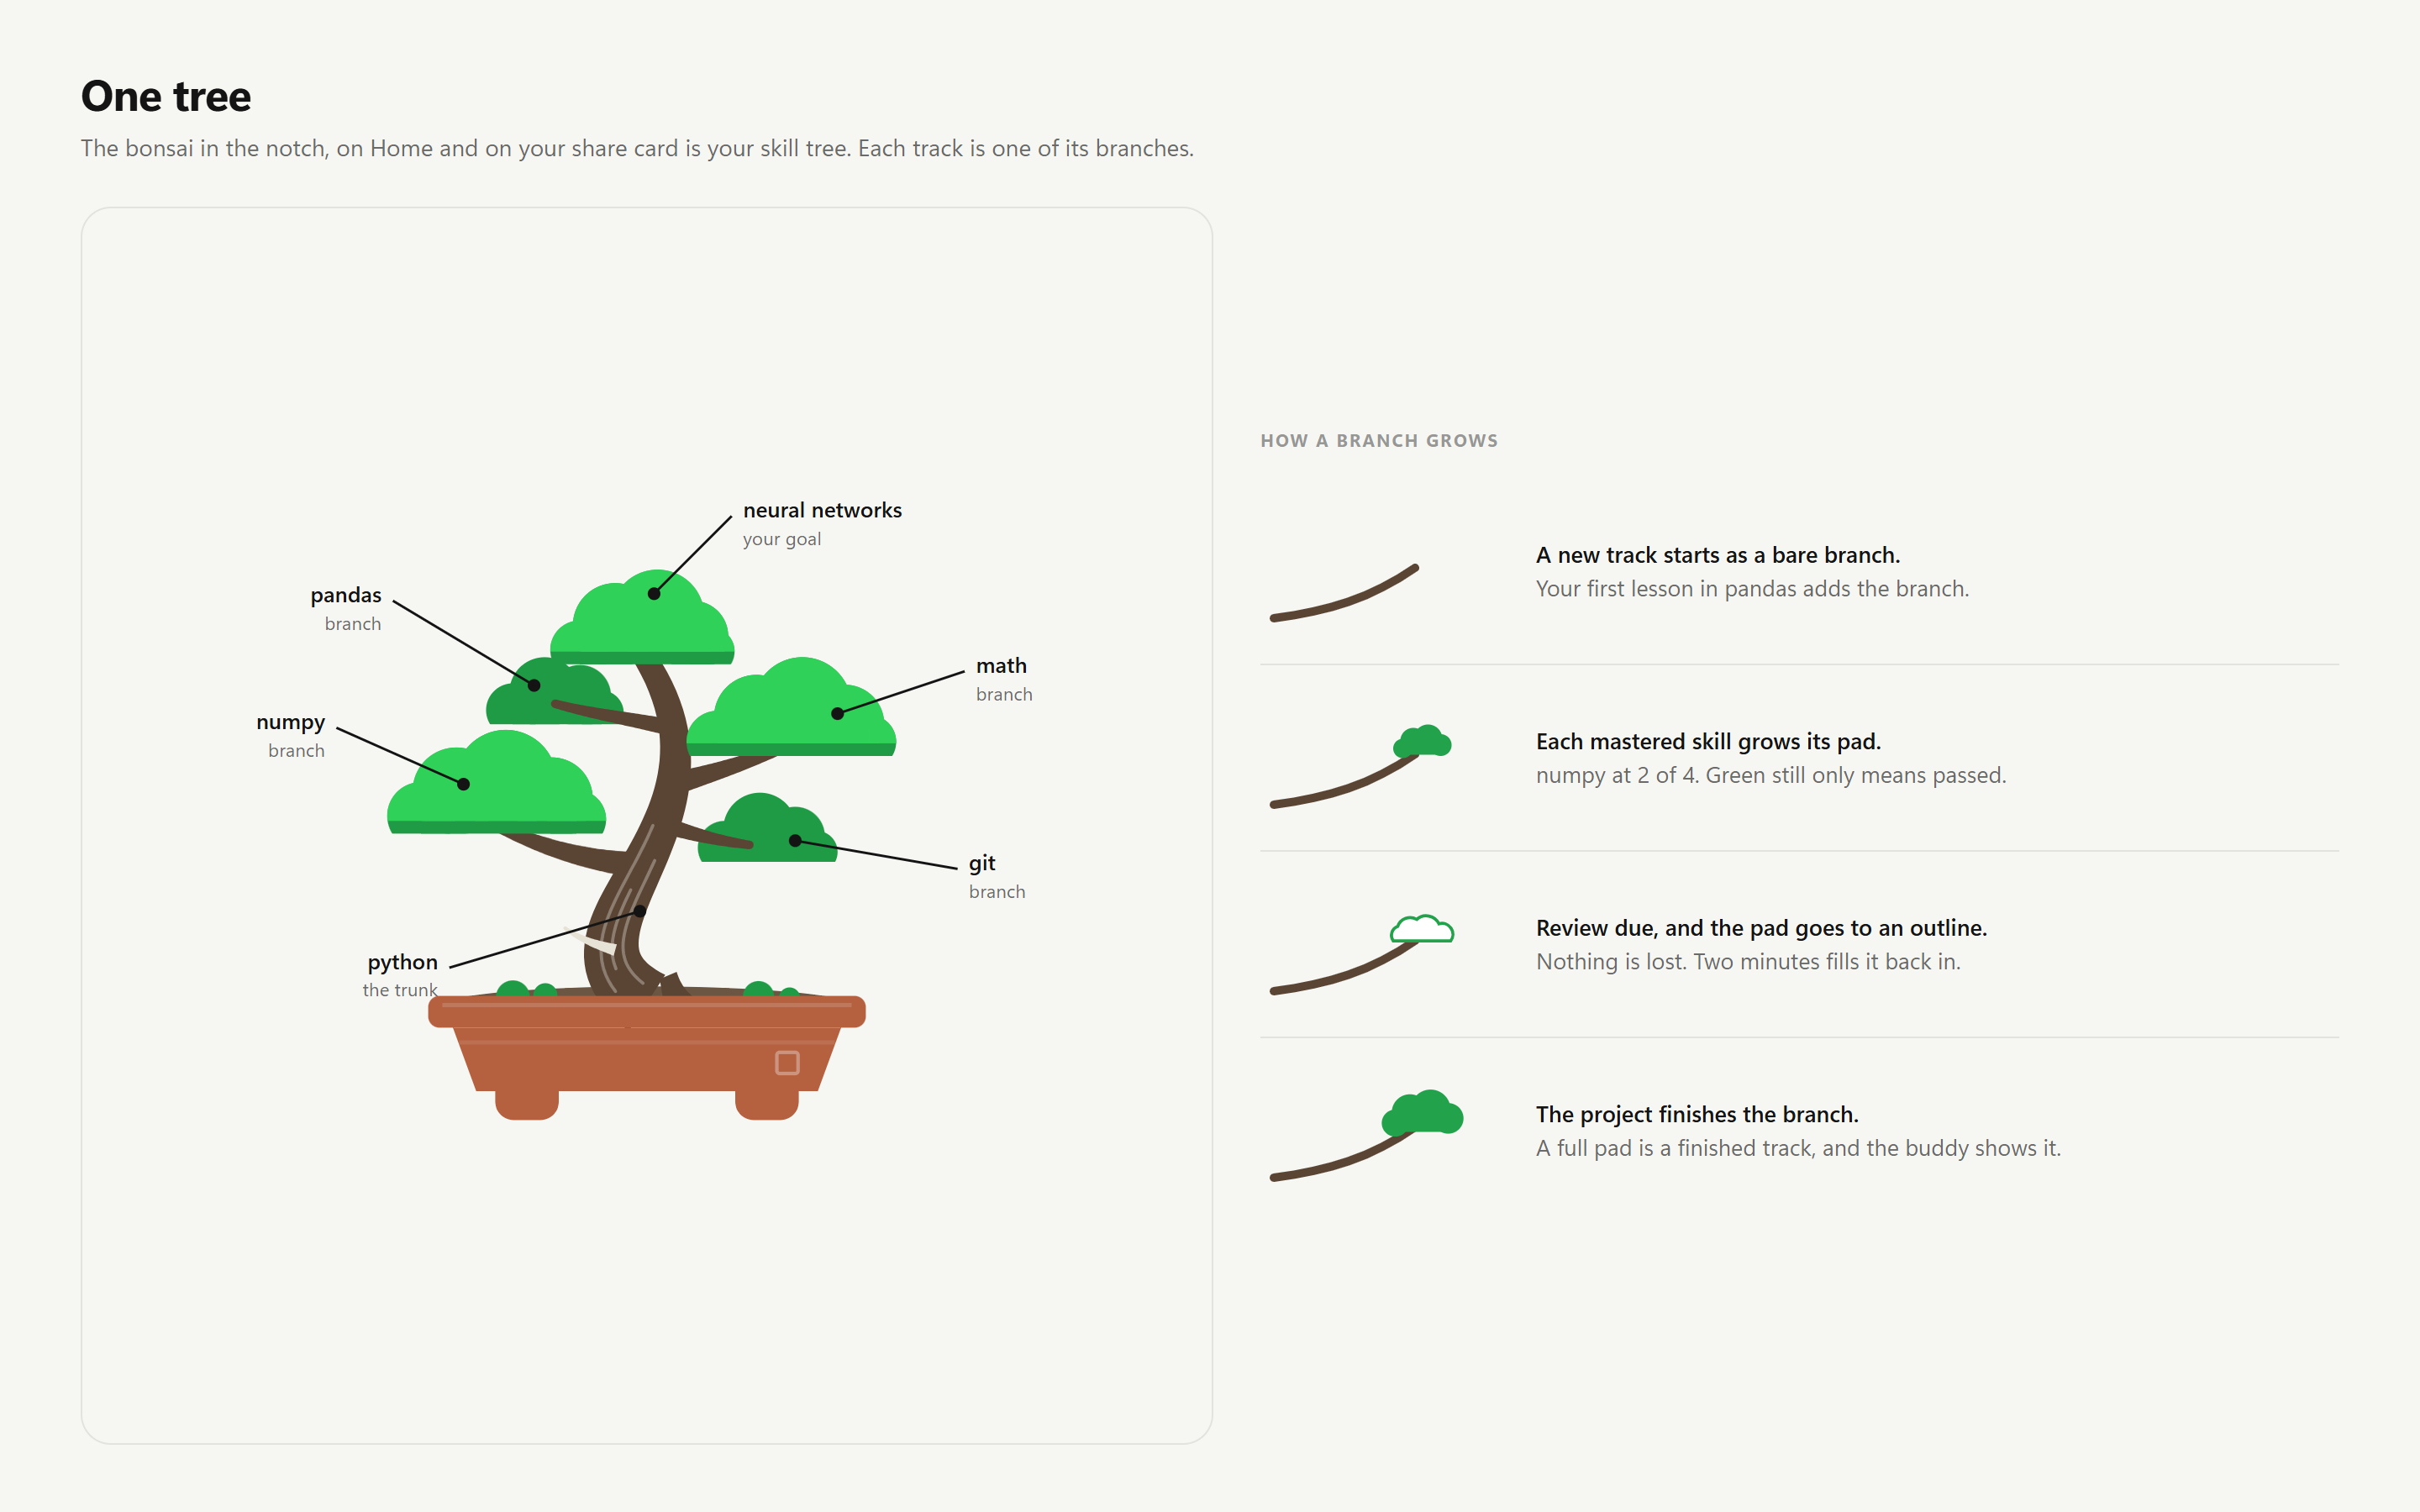 One tree
The bonsai in the notch, on Home and on your share card is your skill tree. Each track is one of its branches.
neural networks
your goal
pandas
branch
math
branch
numpy
branch
git
branch
python
the trunk
HOW A BRANCH GROWS
A new track starts as a bare branch.
Your first lesson in pandas adds the branch.
Each mastered skill grows its pad.
numpy at 2 of 4. Green still only means passed.
Review due, and the pad goes to an outline.
Nothing is lost. Two minutes fills it back in.
The project finishes the branch.
A full pad is a finished track, and the buddy shows it.